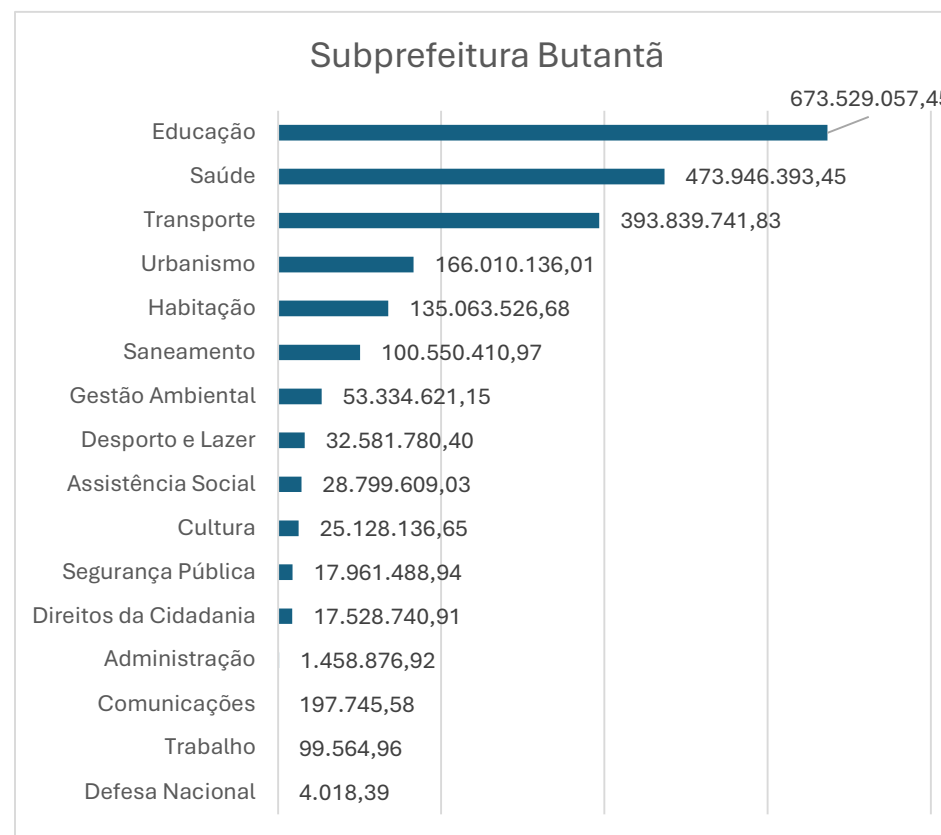 Subprefeitura Butantã
673.529.057,45
Educação
Saúde 473.946.393,45
Transporte 393.839.741,83
Urbanismo 166.010.136,01
Habitação 135.063.526,68
Saneamento 100.550.410,97
Gestão Ambiental 53.334.621,15
Desporto e Lazer 32.581.780,40
Assistência Social 28.799.609,03
Cultura 25.128.136,65
Segurança Pública 17.961.488,94
Direitos da Cidadania 17.528.740,91
Administração 1.458.876,92
Comunicações 197.745,58
Trabalho 99.564,96
Defesa Nacional 4.018,39